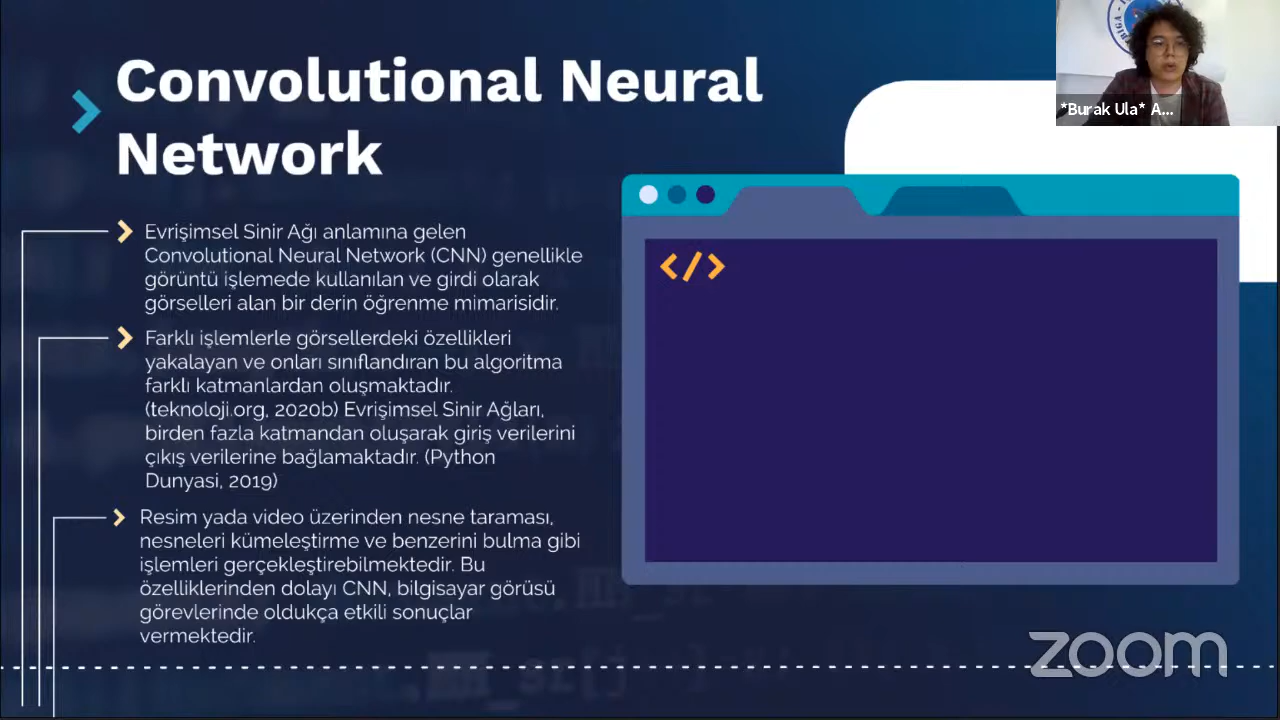 Convolutional Neural
Network
Evrişimsel Sinir Ağı anlamına gelen
Convolutional Neural Network (CNN) genellikle
görüntü işlemede kullanılan ve girdi olarak
görselleri alan bir derin öğrenme mimarisidir.
Farklı işlemlerle görsellerdeki özellikleri
yakalayan ve onları sınıflandıran bu algoritma
farklı katmanlardan oluşmaktadır.
(teknoloji.org, 2020b) Evrişimsel Sinir Ağları,
birden fazla katmandan oluşarak giriş verilerini
çıkış verilerine bağlamaktadır. (Python
Dunyasi, 2019)
Resim yada video üzerinden nesne taraması,
nesneleri kümeleştirme ve benzerini bulma gibi
işlemleri gerçekleştirebilmektedir. Bu
özelliklerinden dolayı CNN, bilgisayar görüsü
görevlerinde oldukça etkili sonuçlar
vermektedir.
</>
*Burak Ula* A...
zoom